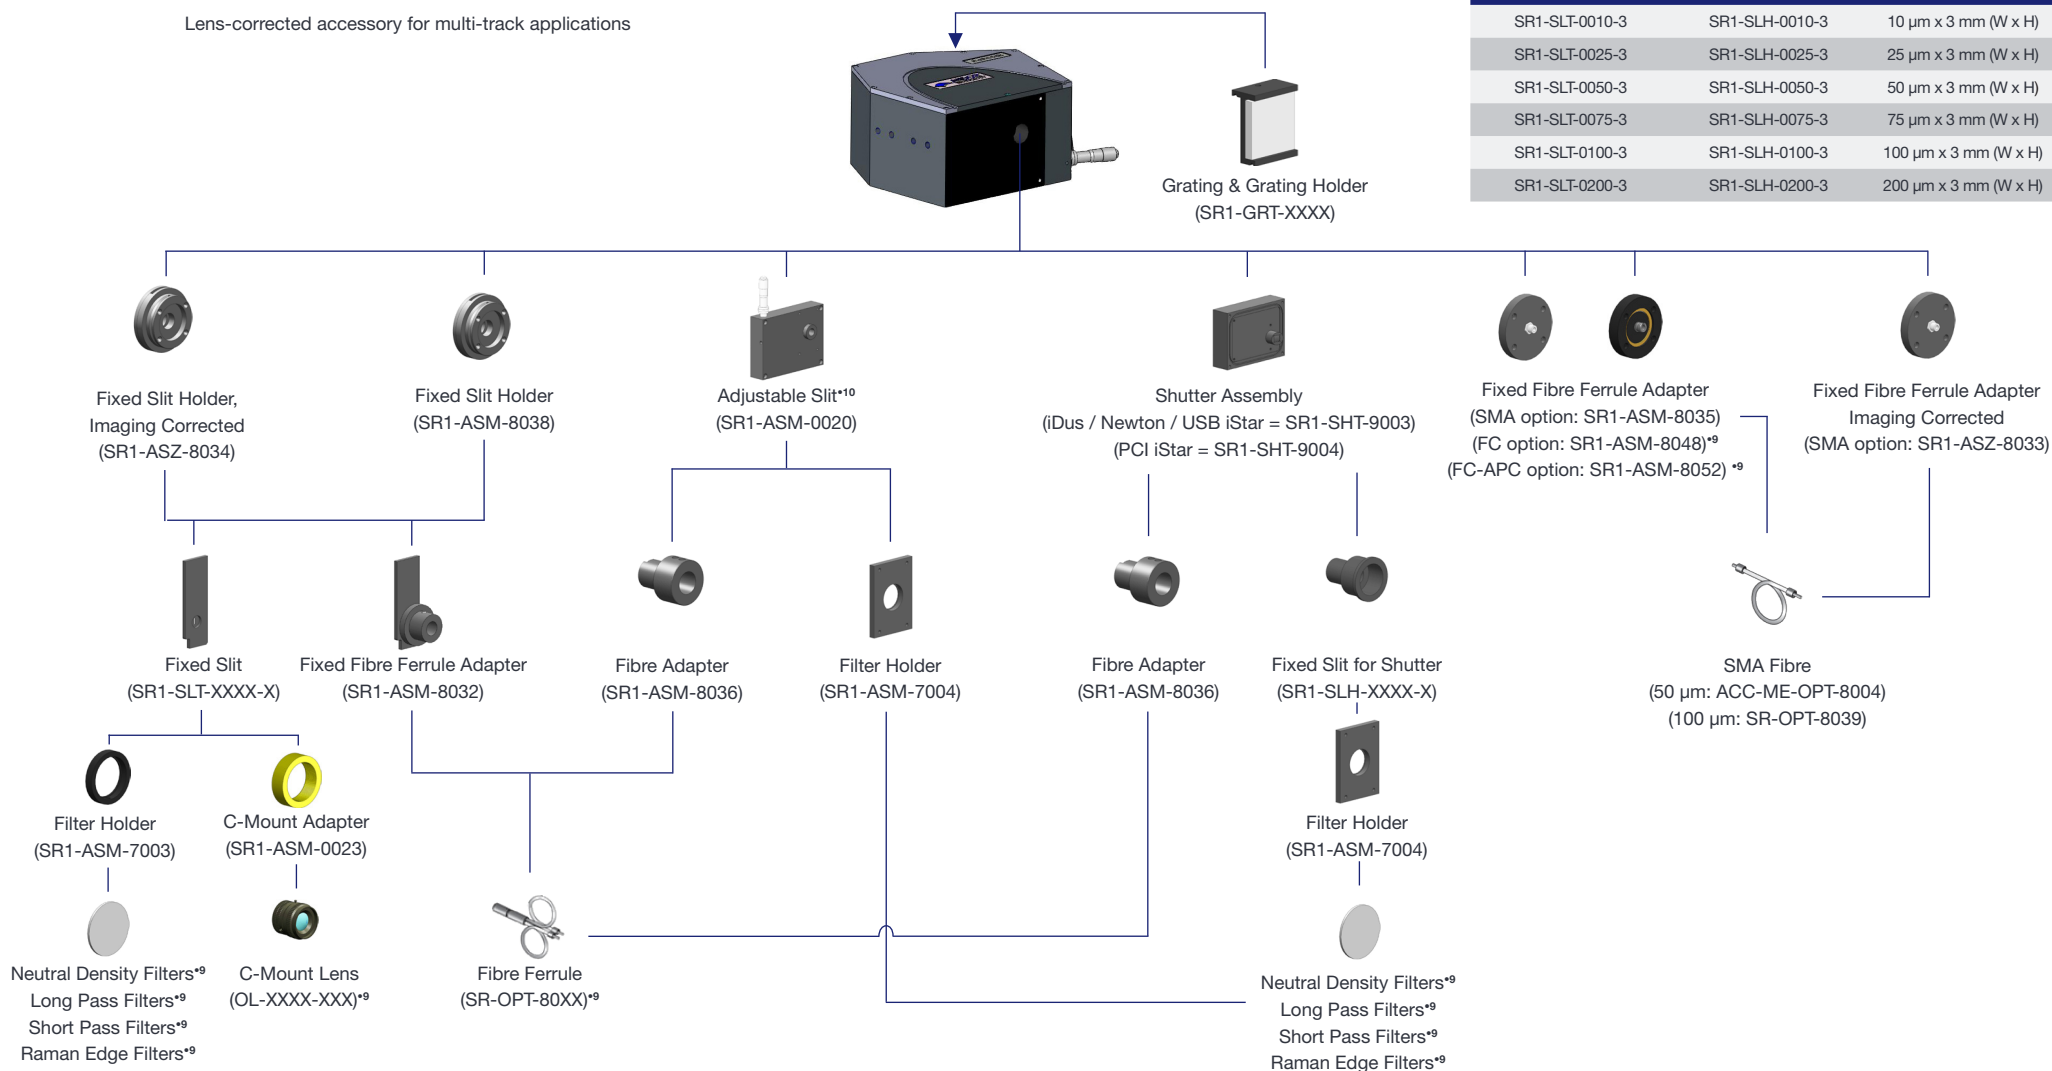 Lens-corrected accessory for multi-track applications
SR1-SLT-0010-3 SR1-SLH-0010-3 10 µm x 3 mm (W x H)
SR1-SLT-0025-3 SR1-SLH-0025-3 25 µm x 3 mm (W x H)
SR1-SLT-0050-3 SR1-SLH-0050-3 50 µm x 3 mm (W x H)
SR1-SLT-0075-3 SR1-SLH-0075-3 75 µm x 3 mm (W x H)
SR1-SLT-0100-3 SR1-SLH-0100-3 100 µm x 3 mm (W x H)
SR1-SLT-0200-3 SR1-SLH-0200-3 200 µm x 3 mm (W x H)
Grating & Grating Holder
(SR1-GRT-XXXX)
Fixed Slit Holder,
Imaging Corrected
(SR1-ASZ-8034)
Fixed Slit Holder
(SR1-ASM-8038)
Adjustable Slit•10
(SR1-ASM-0020)
Shutter Assembly
(iDus / Newton / USB iStar = SR1-SHT-9003)
(PCI iStar = SR1-SHT-9004)
Fixed Fibre Ferrule Adapter
(SMA option: SR1-ASM-8035)
(FC option: SR1-ASM-8048)•9
(FC-APC option: SR1-ASM-8052) •9
Fixed Fibre Ferrule Adapter
Imaging Corrected
(SMA option: SR1-ASZ-8033)
Fixed Slit
(SR1-SLT-XXXX-X)
Fixed Fibre Ferrule Adapter
(SR1-ASM-8032)
Fibre Adapter
(SR1-ASM-8036)
Filter Holder
(SR1-ASM-7004)
Fibre Adapter
(SR1-ASM-8036)
Fixed Slit for Shutter
(SR1-SLH-XXXX-X)
SMA Fibre
(50 µm: ACC-ME-OPT-8004)
(100 µm: SR-OPT-8039)
Filter Holder
(SR1-ASM-7003)
C-Mount Adapter
(SR1-ASM-0023)
Filter Holder
(SR1-ASM-7004)
Neutral Density Filters•9
Long Pass Filters•9
Short Pass Filters•9
Raman Edge Filters•9
C-Mount Lens
(OL-XXXX-XXX)•9
Fibre Ferrule
(SR-OPT-80XX)•9
Neutral Density Filters•9
Long Pass Filters•9
Short Pass Filters•9
Raman Edge Filters•9